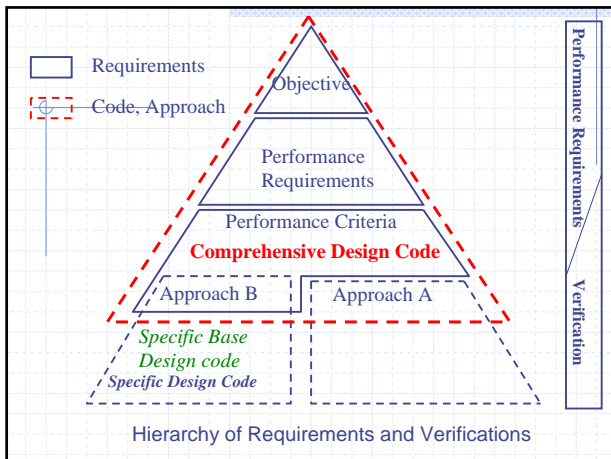 Requirements
Code, Approach
Objective
Performance
Requirements
Performance Criteria
Comprehensive Design Code
Approach B
Approach A
Specific Base
Design code
Specific Design Code
Performance Requirements
Verification
Hierarchy of Requirements and Verifications